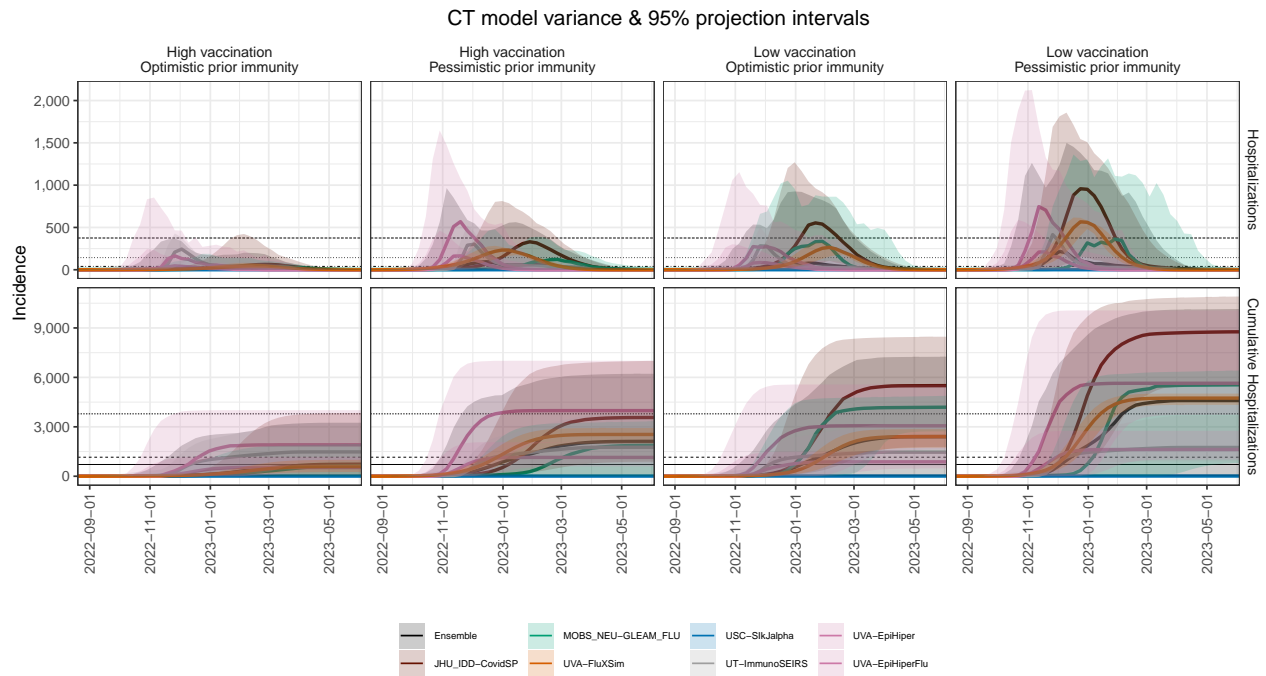 CT model variance & 95% projection intervals
High vaccination
Optimistic prior immunity
High vaccination
Pessimistic prior immunity
Low vaccination
Optimistic prior immunity
Low vaccination
Pessimistic prior immunity
Incidence
2,000
1,500
1,000
500
0
Hospitalizations
9,000
6,000
3,000
0
Cumulative Hospitalizations
2022−09−01
2022−11−01
2023−01−01
2023−03−01
2023−05−01
2022−09−01
2022−11−01
2023−01−01
2023−03−01
2023−05−01
2022−09−01
2022−11−01
2023−01−01
2023−03−01
2023−05−01
2022−09−01
2022−11−01
2023−01−01
2023−03−01
2023−05−01
Ensemble
MOBS_NEU−GLEAM_FLU
USC−SIkJalpha
UVA−EpiHiper
JHU_IDD−CovidSP
UVA−FluXSim
UT−ImmunoSEIRS
UVA−EpiHiperFlu